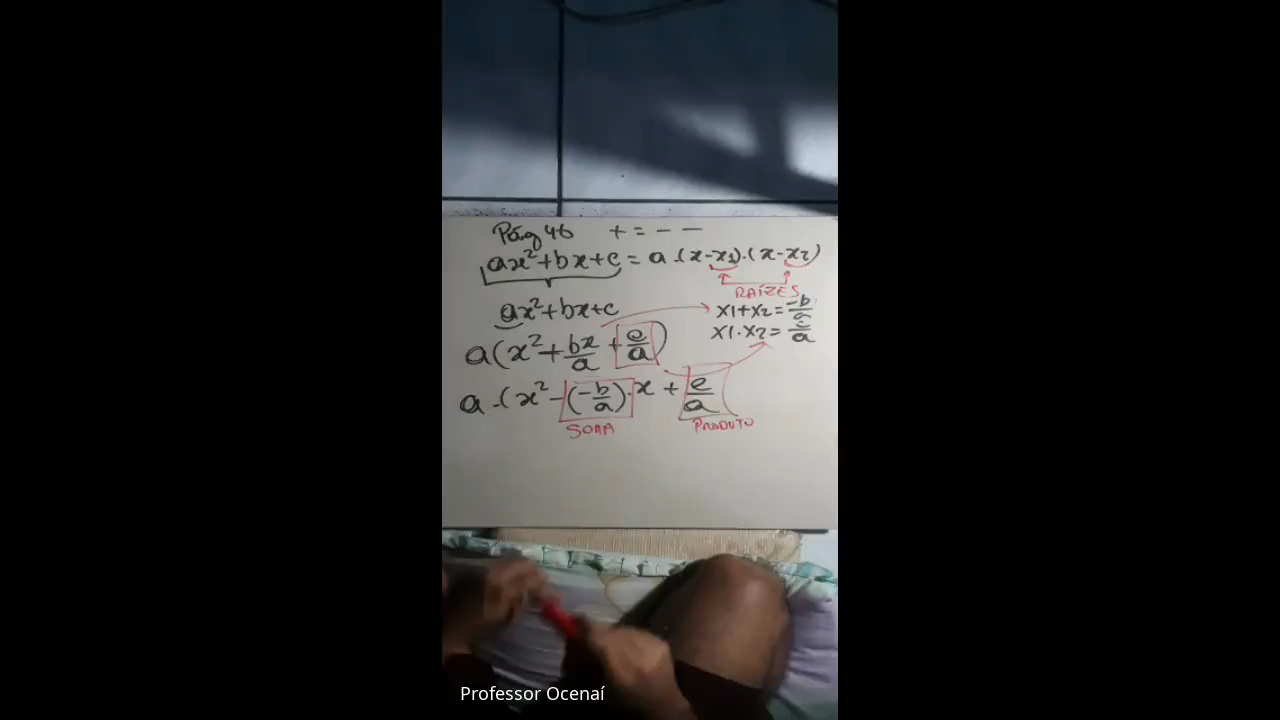 Pág 46 + = - -
ax²+bx+c = a.(x-x1).(x-x2)
RAÍZES
ax²+bx+c
x1+x2 = -b/a
x1.x2 = c/a
a(x²+bx/a+c/a)
a.(x²-(-b/a).x+c/a
SOMA
PRODUTO
Professor Ocenaí